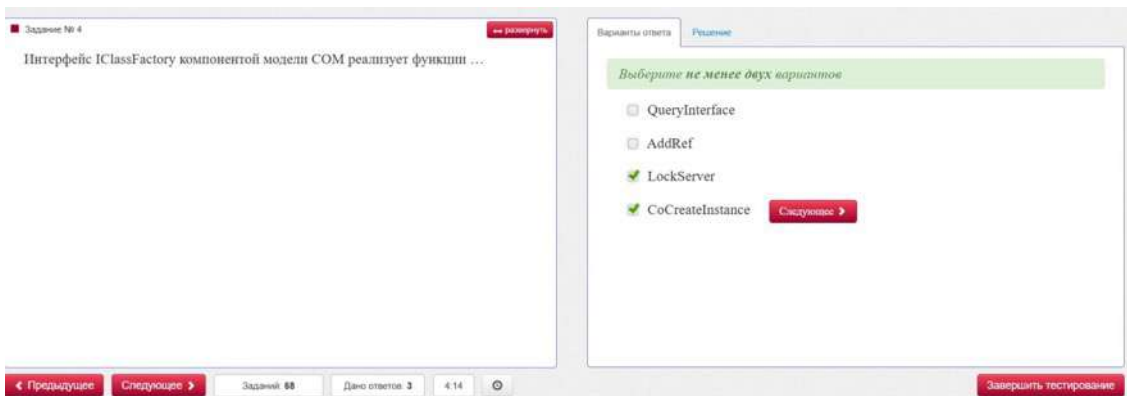 Задание № 4
развернуть
Интерфейс IClassFactory компонентой модели COM реализует функции …
Варианты ответа
Решение
Выберите не менее двух вариантов
QueryInterface
AddRef
LockServer
CoCreateInstance
Следующее
Предыдущее
Следующее
Заданий 68
Дано ответов 3
4:14
Завершить тестирование